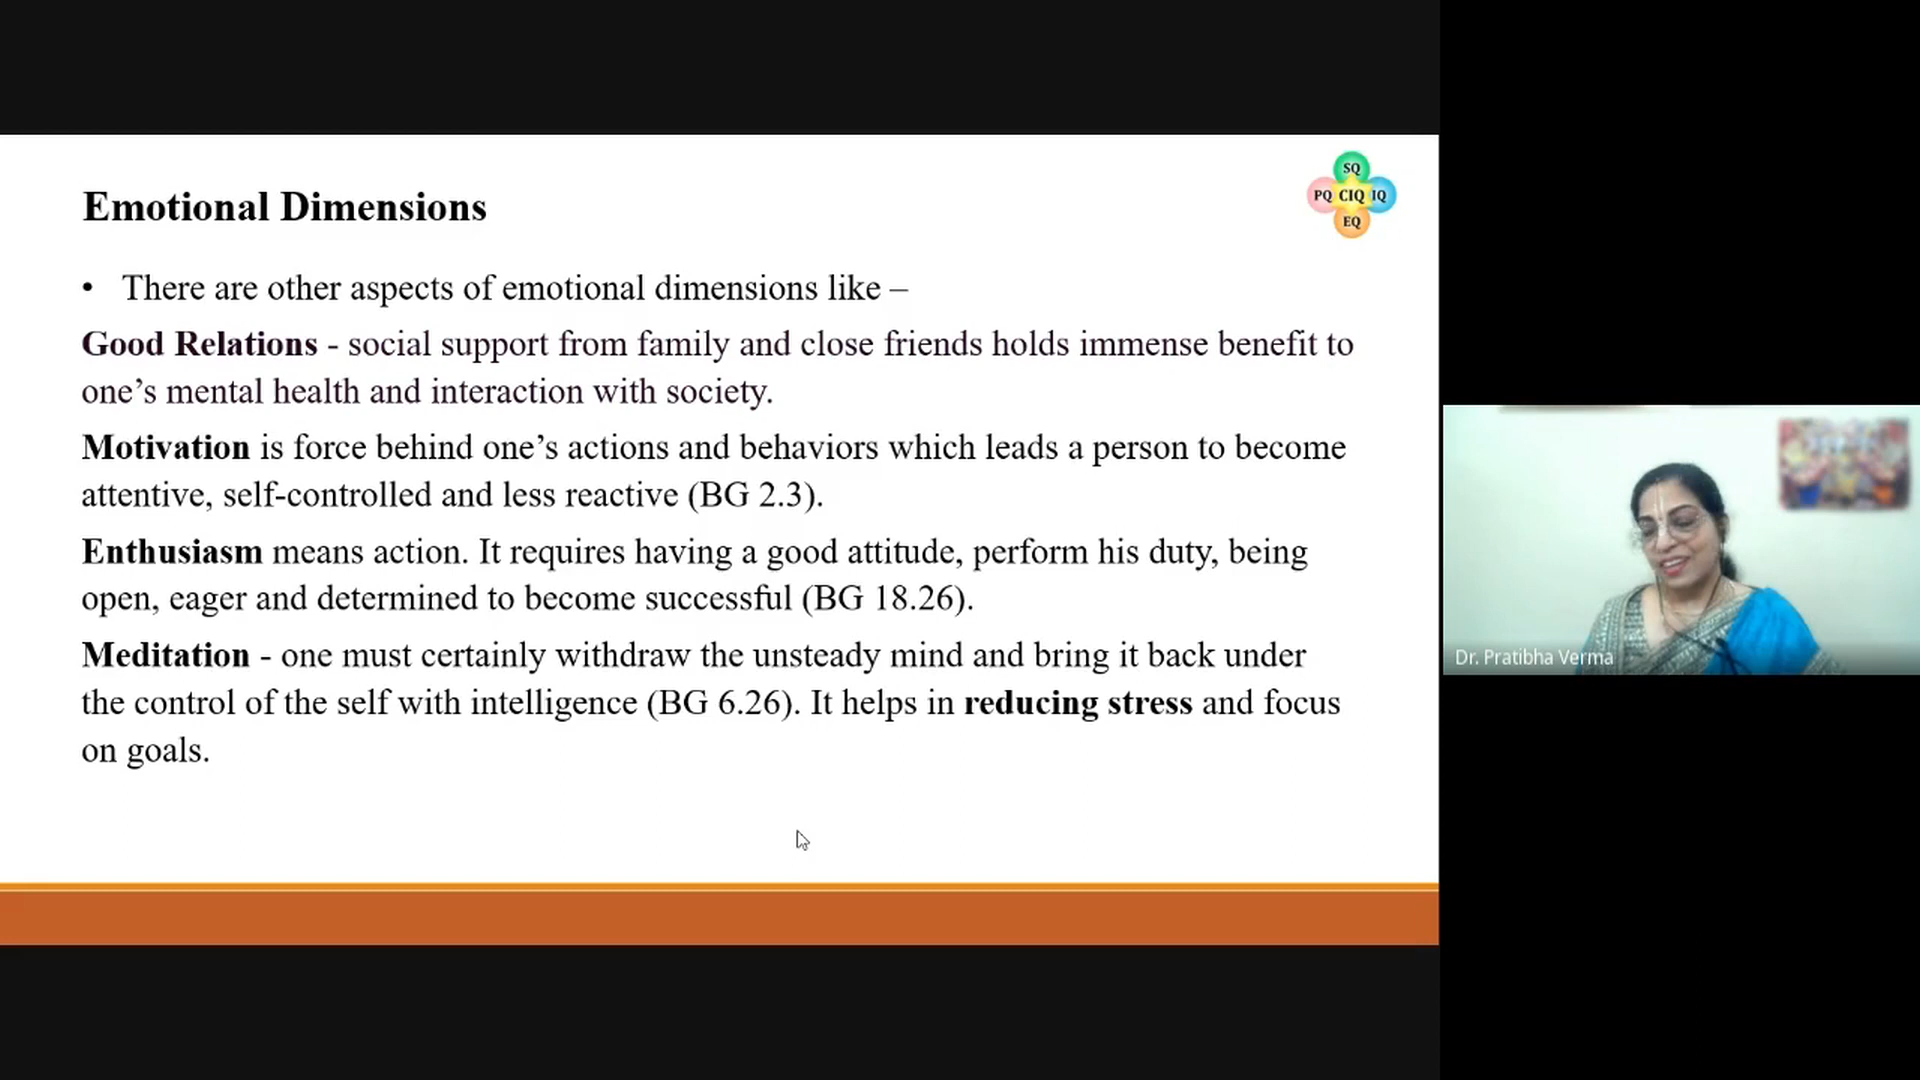 Emotional Dimensions
SQ
PQ CIQ IQ
EQ
• There are other aspects of emotional dimensions like –
Good Relations - social support from family and close friends holds immense benefit to
one’s mental health and interaction with society.
Motivation is force behind one’s actions and behaviors which leads a person to become
attentive, self-controlled and less reactive (BG 2.3).
Enthusiasm means action. It requires having a good attitude, perform his duty, being
open, eager and determined to become successful (BG 18.26).
Meditation - one must certainly withdraw the unsteady mind and bring it back under
the control of the self with intelligence (BG 6.26). It helps in reducing stress and focus
on goals.
Dr. Pratibha Verma